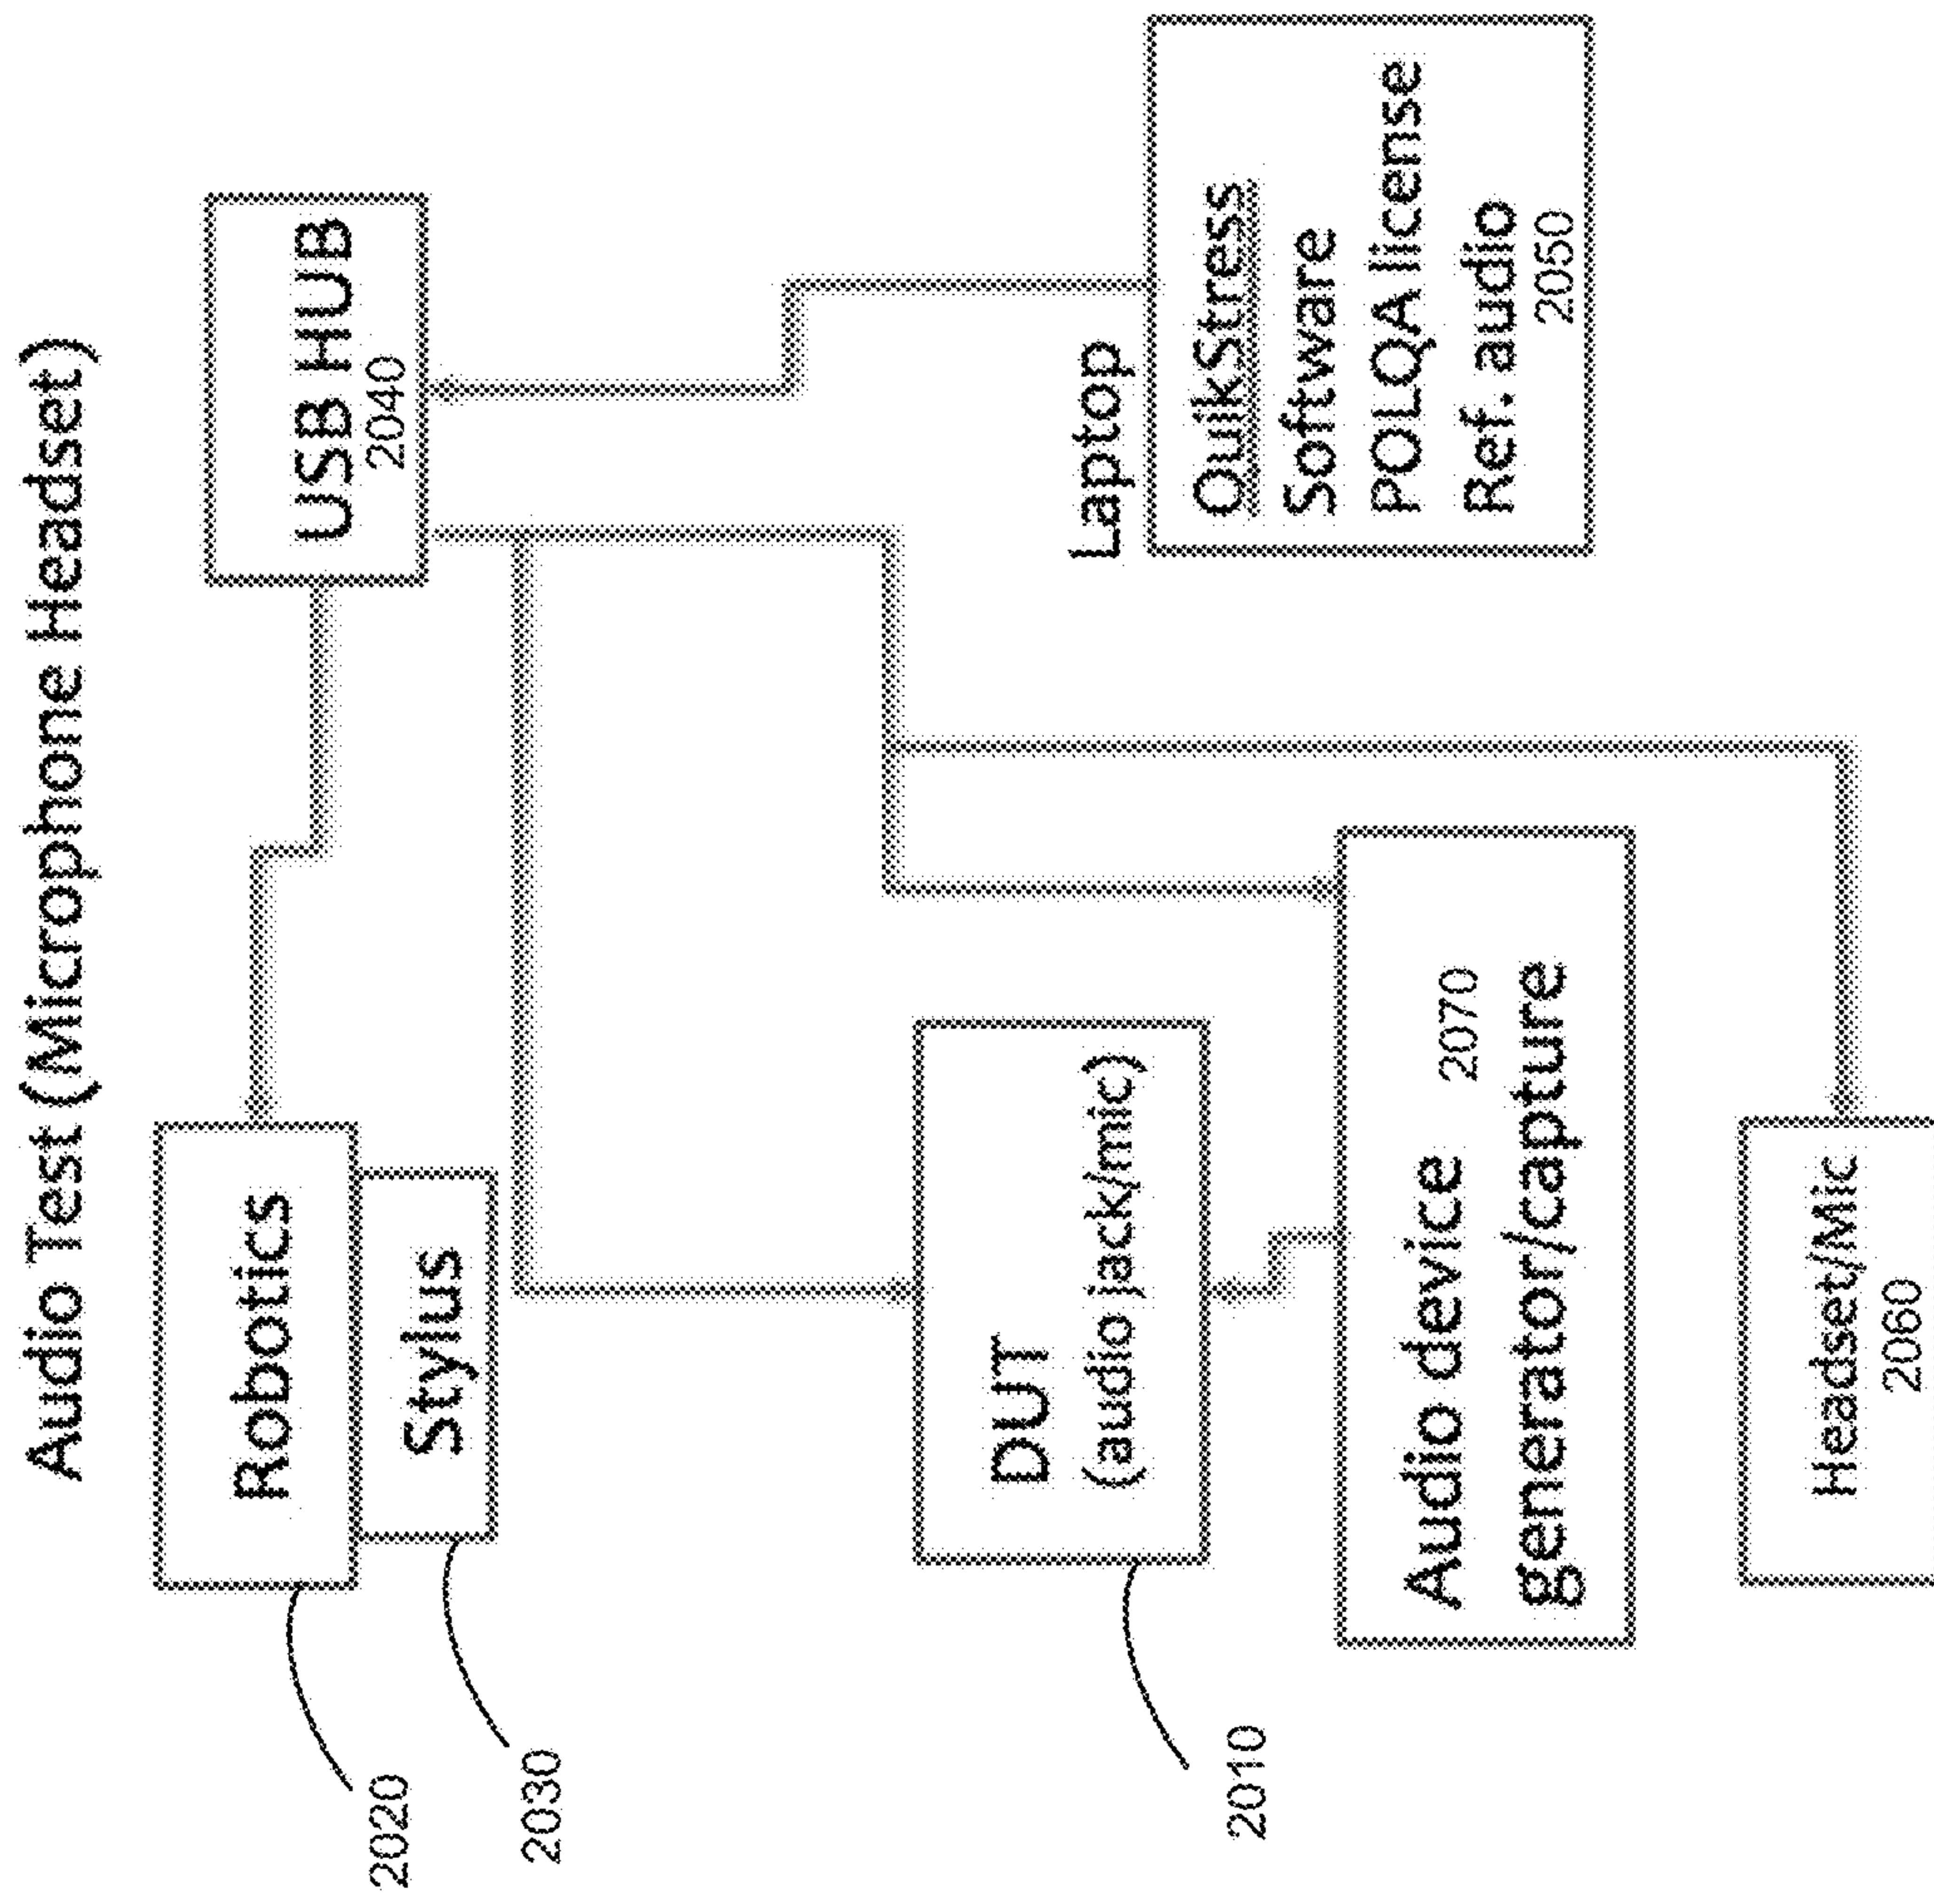 Audio Test (Microphone Headset)
Robotics
Stylus
2020
2030
USB HUB
2040
DUT
(audio jack/mic)
2010
Laptop
QuikStress
Software
POLQA license
Ref. audio
2050
Audio device 2070
generator/capture
Headset/Mic
2060